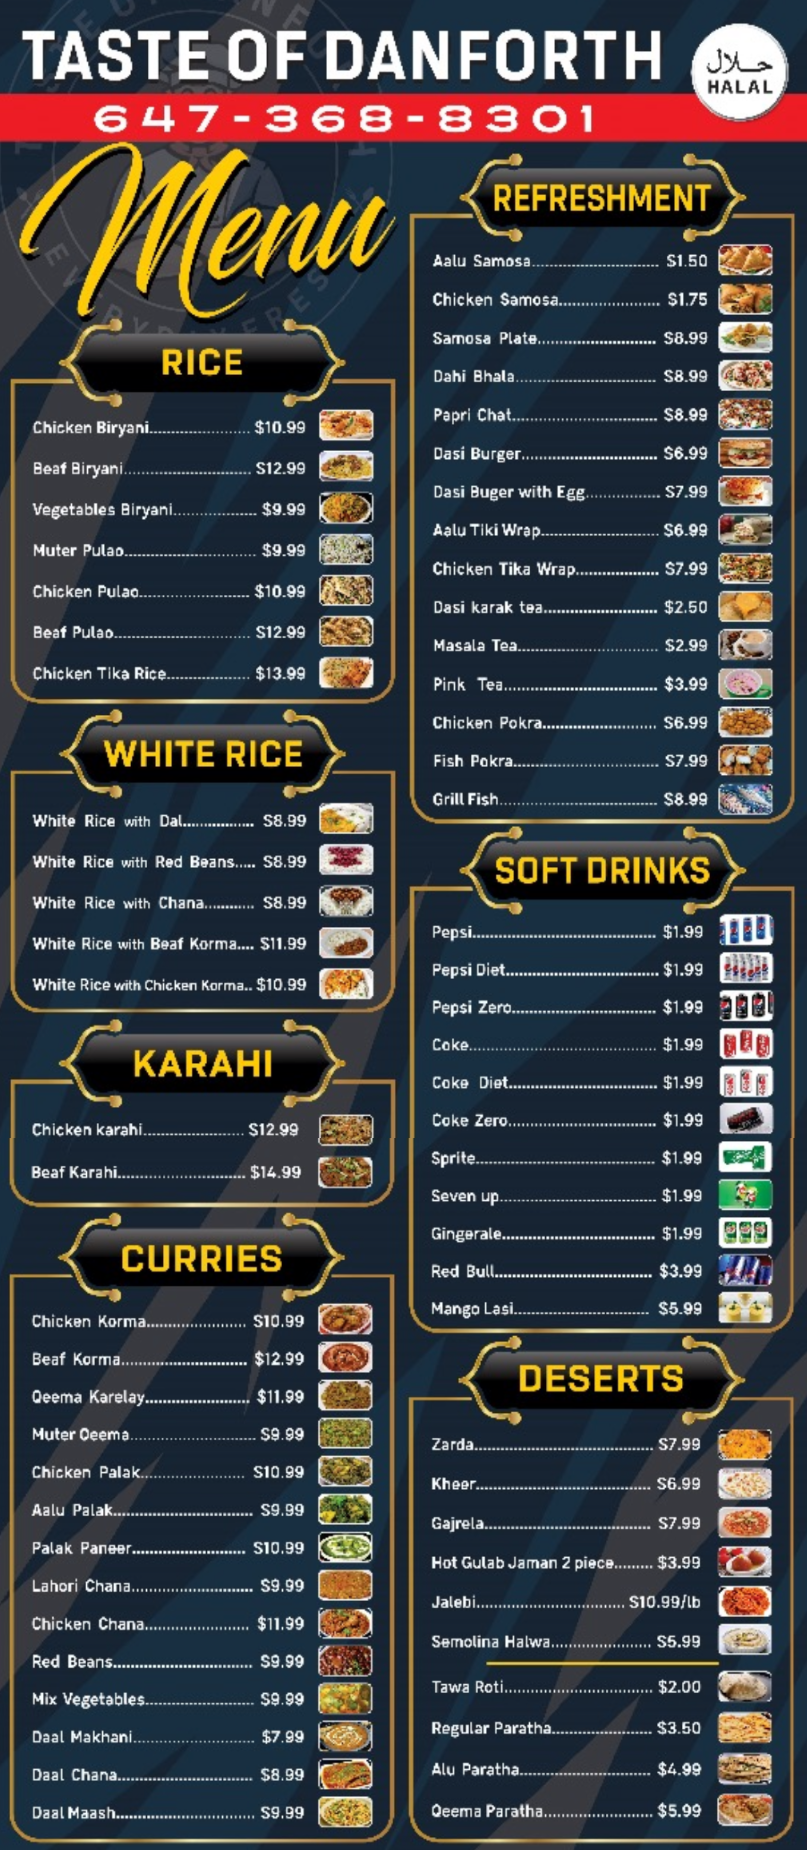 TASTE OF DANFORTH
حلال
HALAL
647-368-8301
Menu
RICE
Chicken Biryani.................... $10.99
Beaf Biryani.................... $12.99
Vegetables Biryani.................... $9.99
Muter Pulao.................... $9.99
Chicken Pulao.................... $10.99
Beaf Pulao.................... $12.99
Chicken Tika Rice.................... $13.99
WHITE RICE
White Rice with Dal................ $8.99
White Rice with Red Beans..... $8.99
White Rice with Chana............ $8.99
White Rice with Beaf Korma.... $11.99
White Rice with Chicken Korma.. $10.99
KARAHI
Chicken karahi.................... $12.99
Beaf Karahi.................... $14.99
CURRIES
Chicken Korma.................... $10.99
Beaf Korma.................... $12.99
Qeema Karelay.................... $11.99
Muter Qeema.................... $9.99
Chicken Palak.................... $10.99
Aalu Palak.................... $9.99
Palak Paneer.................... $10.99
Lahori Chana.................... $9.99
Chicken Chana.................... $11.99
Red Beans.................... $9.99
Mix Vegetables.................... $9.99
Daal Makhani.................... $7.99
Daal Chana.................... $8.99
Daal Maash.................... $9.99
REFRESHMENT
Aalu Samosa.................... $1.50
Chicken Samosa.................... $1.75
Samosa Plate.................... $8.99
Dahi Bhala.................... $8.99
Papri Chat.................... $8.99
Dasi Burger.................... $6.99
Dasi Buger with Egg.................... $7.99
Aalu Tiki Wrap.................... $6.99
Chicken Tika Wrap.................... $7.99
Dasi karak tea.................... $2.50
Masala Tea.................... $2.99
Pink Tea.................... $3.99
Chicken Pokra.................... $6.99
Fish Pokra.................... $7.99
Grill Fish.................... $8.99
SOFT DRINKS
Pepsi.................... $1.99
Pepsi Diet.................... $1.99
Pepsi Zero.................... $1.99
Coke.................... $1.99
Coke Diet.................... $1.99
Coke Zero.................... $1.99
Sprite.................... $1.99
Seven up.................... $1.99
Gingerale.................... $1.99
Red Bull.................... $3.99
Mango Lasi.................... $5.99
DESERTS
Zarda.................... $7.99
Kheer.................... $6.99
Gajrela.................... $7.99
Hot Gulab Jaman 2 piece......... $3.99
Jalebi.................... $10.99/lb
Semolina Halwa.................... $5.99
Tawa Roti.................... $2.00
Regular Paratha.................... $3.50
Alu Paratha.................... $4.99
Qeema Paratha.................... $5.99